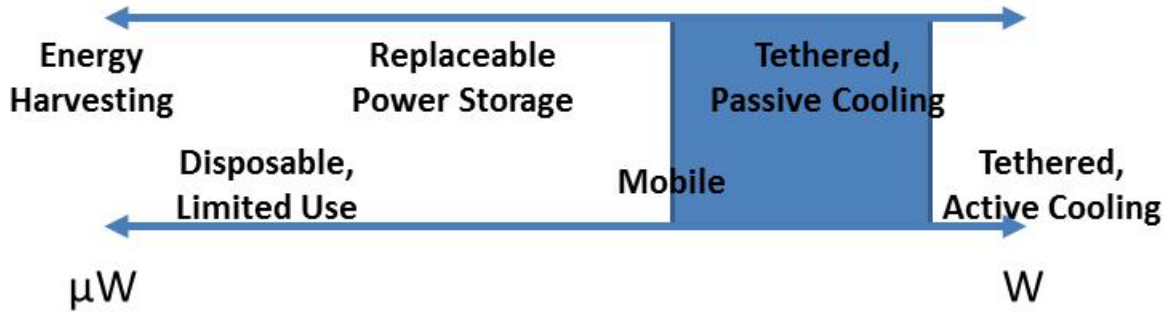 Energy
Harvesting
Replaceable
Power Storage
Tethered,
Passive Cooling
Disposable,
Limited Use
Mobile
Tethered,
Active Cooling
μW
W